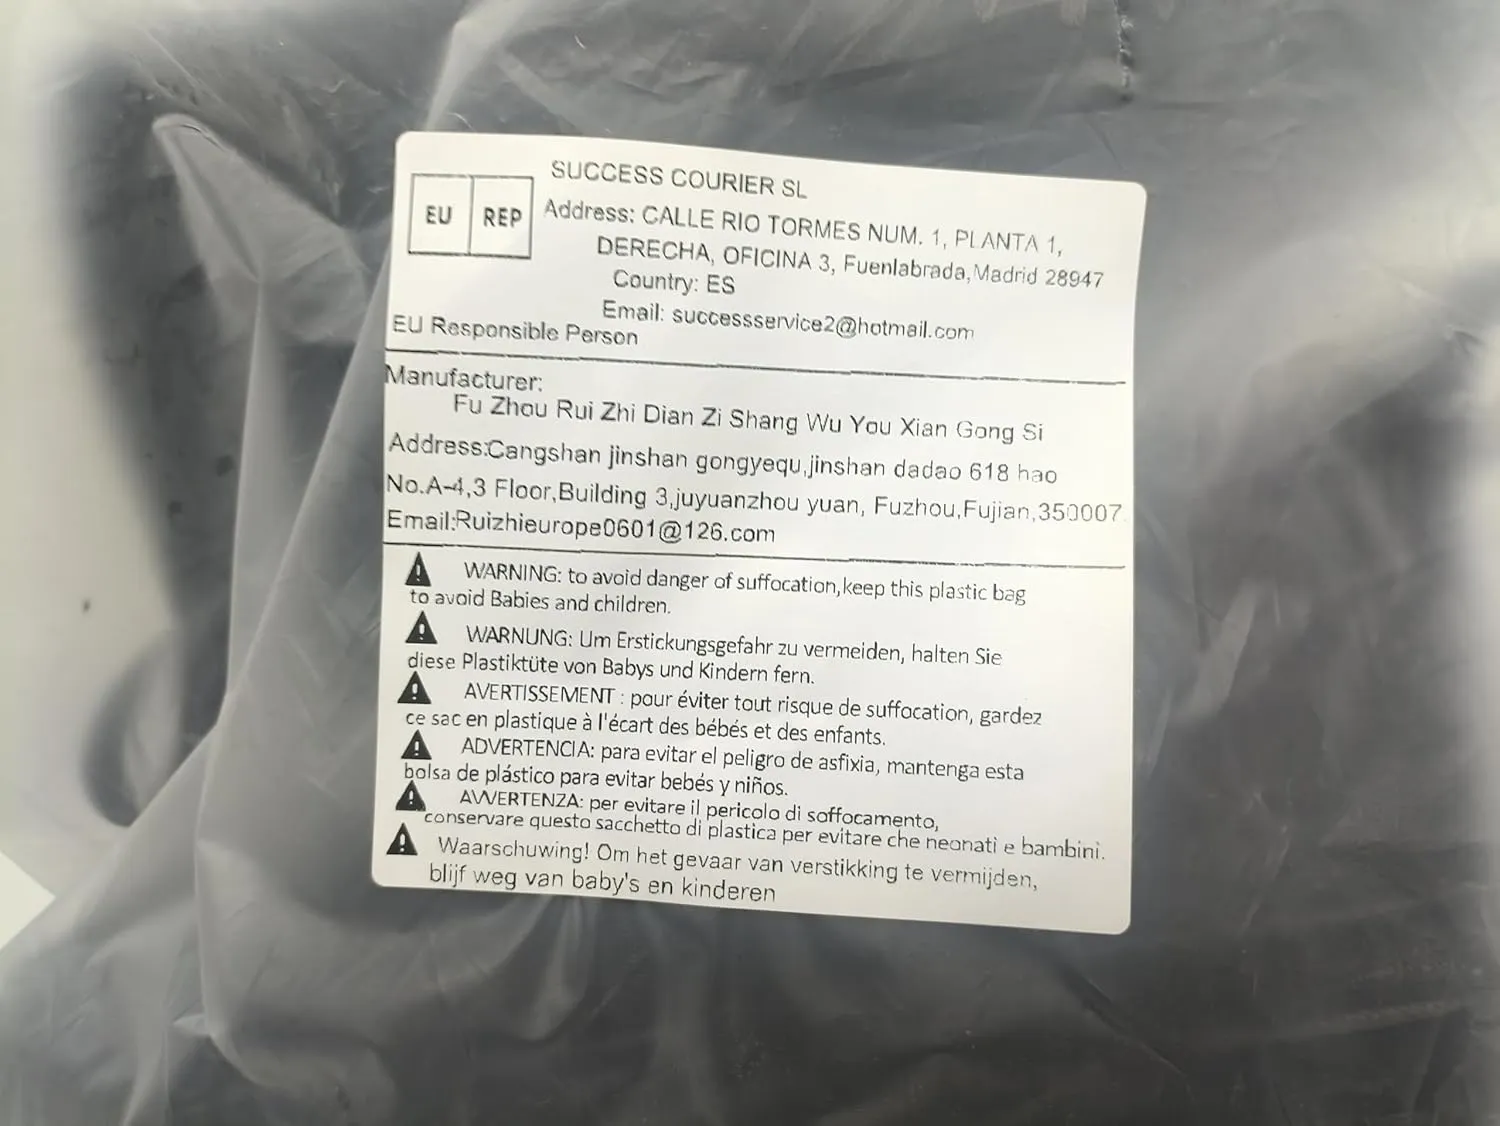 SUCCESS COURIER SL
EU REP
Address: CALLE RIO TORMES NUM. 1, PLANTA 1,
DERECHA, OFICINA 3, Fuenlabrada,Madrid 28947
Country: ES
Email: successservice2@hotmail.com
EU Responsible Person
Manufacturer:
Fu Zhou Rui Zhi Dian Zi Shang Wu You Xian Gong Si
Address:Cangshan jinshan gongyequ,jinshan dadao 618 hao
No.A-4,3 Floor,Building 3,juyuanzhou yuan, Fuzhou,Fujian,350007
Email:Ruizhieurope0601@126.com
WARNING: to avoid danger of suffocation,keep this plastic bag
to avoid Babies and children.
WARNUNG: Um Erstickungsgefahr zu vermeiden, halten Sie
diese Plastiktüte von Babys und Kindern fern.
AVERTISSEMENT : pour éviter tout risque de suffocation, gardez
ce sac en plastique à l'écart des bébés et des enfants.
ADVERTENCIA: para evitar el peligro de asfixia, mantenga esta
bolsa de plástico para evitar bebés y niños.
AVVERTENZA: per evitare il pericolo di soffocamento,
conservare questo sacchetto di plastica per evitare che neonati e bambini.
Waarschuwing! Om het gevaar van verstikking te vermijden,
blijf weg van baby's en kinderen